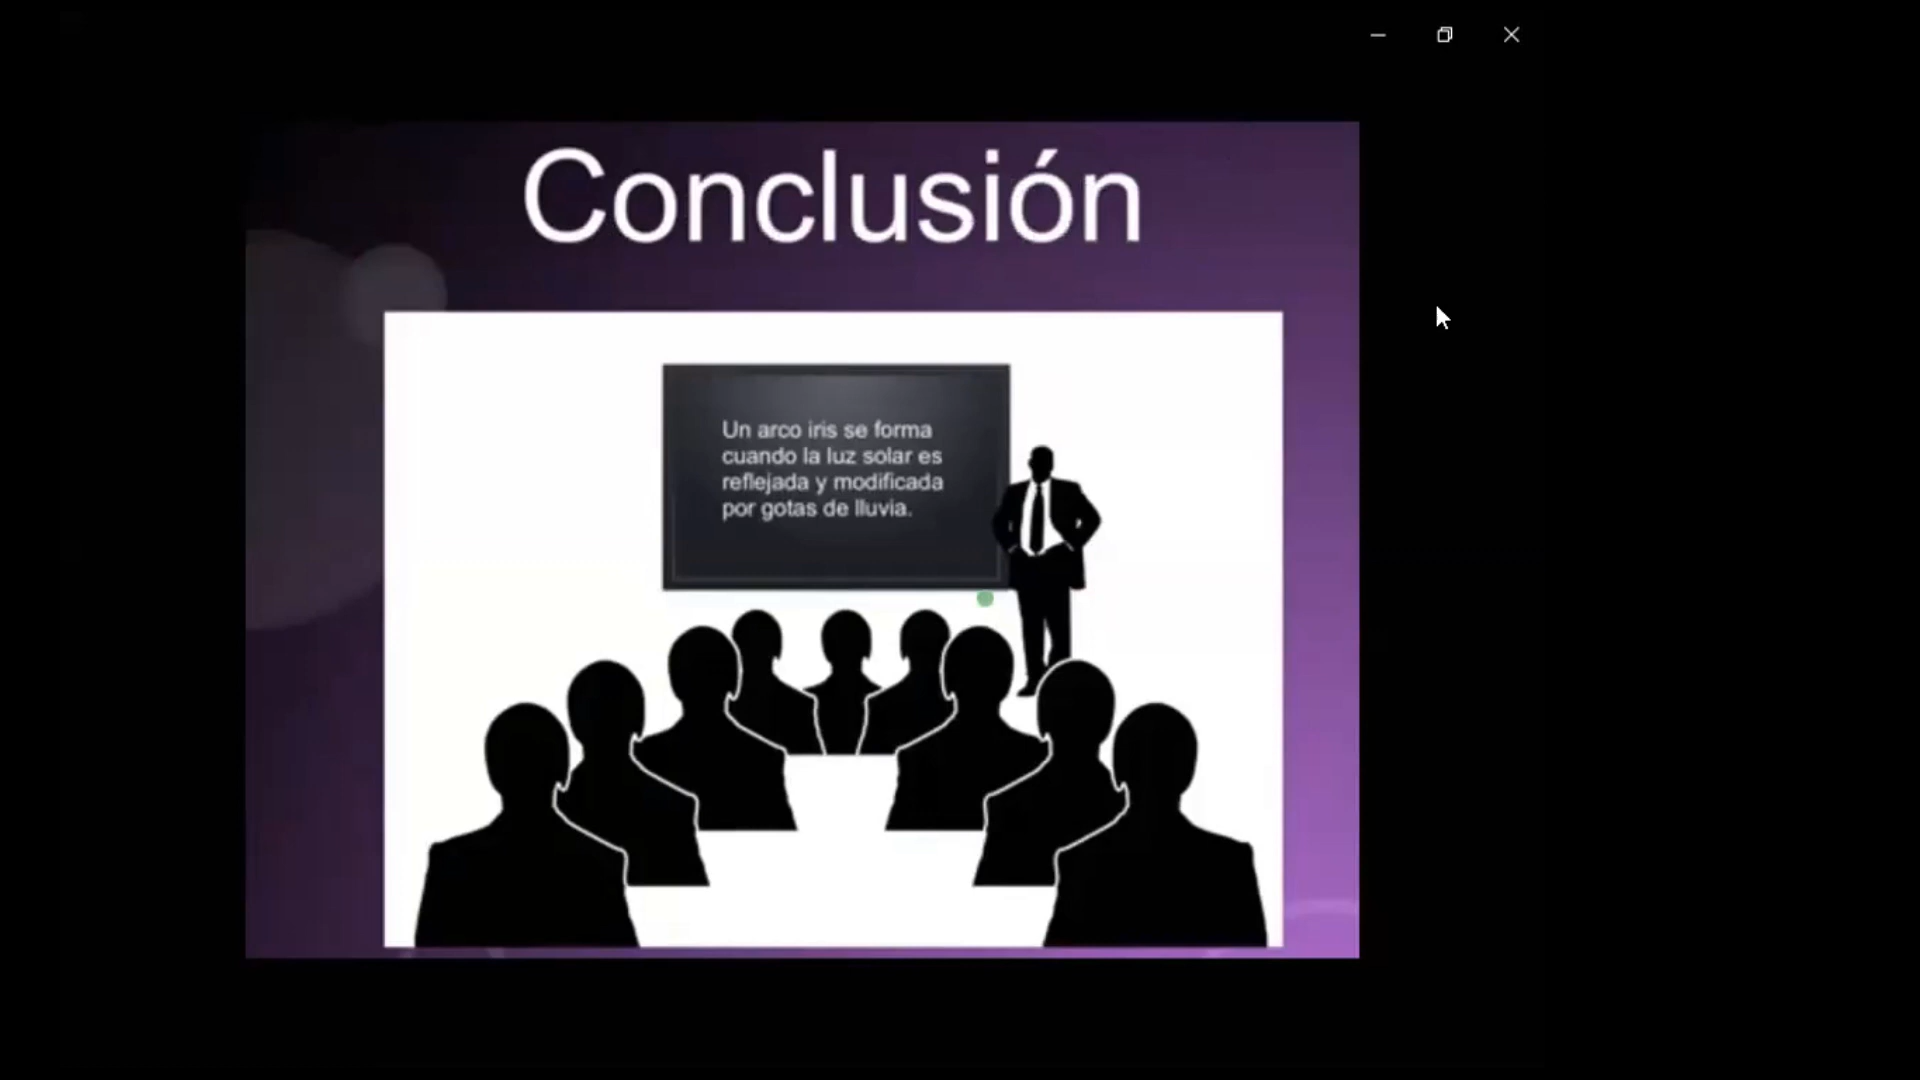 Conclusión
Un arco iris se forma
cuando la luz solar es
reflejada y modificada
por gotas de lluvia.